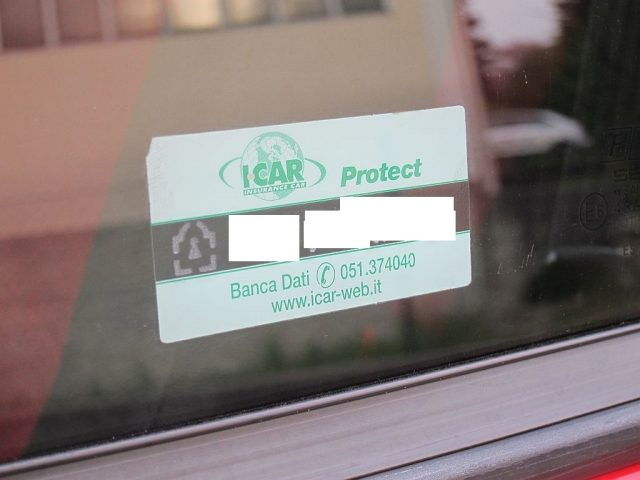 ICAR
INSURANCE CAR
Protect
Banca Dati 051.374040
www.icar-web.it